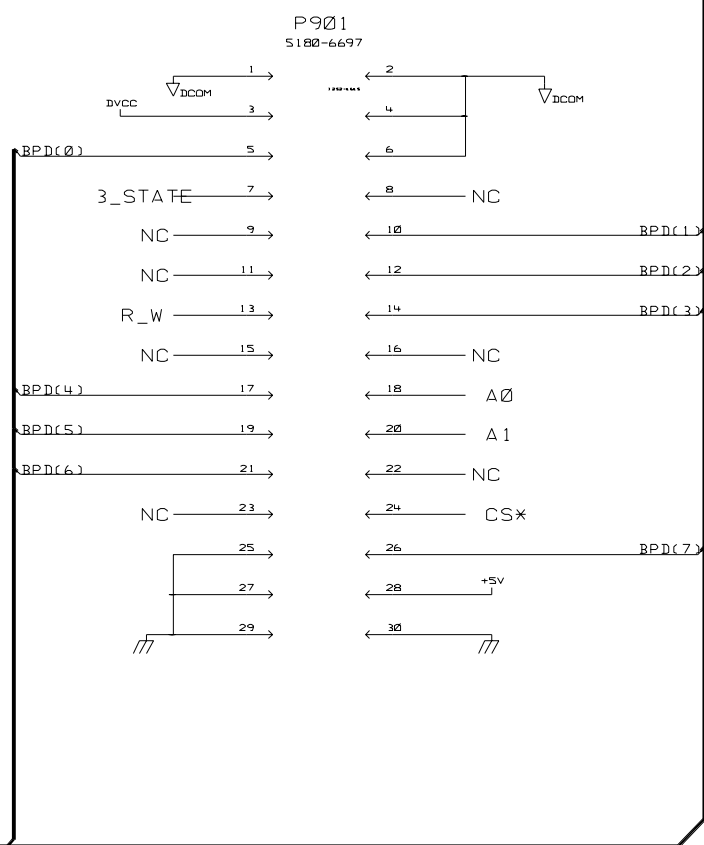 P901
S180-6697
1 2
DCOM DCOM
DVCC 3 4
BPD(0) 5 6
3_STATE 7 8 NC
NC 9 10 BPD(1)
NC 11 12 BPD(2)
R_W 13 14 BPD(3)
NC 15 16 NC
BPD(4) 17 18 A0
BPD(5) 19 20 A1
BPD(6) 21 22 NC
NC 23 24 CS*
25 26 BPD(7)
27 28 +5V
29 30